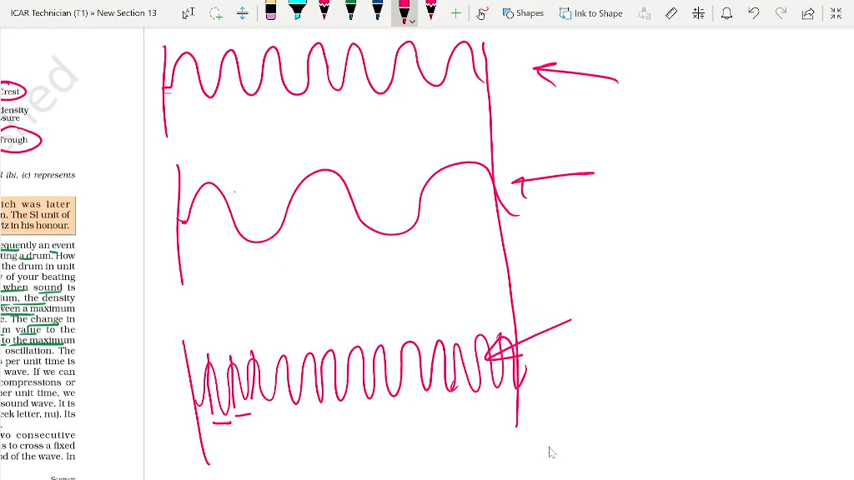 ICAR Technician (T1) » New Section 13
Shapes
Ink to Shape
Crest
density
ssure
Trough
l (b), (c) represents
ich was later
n. The SI unit of
rtz in his honour.
equently an event
ating a drum. How
the drum in unit
y of your beating
when sound is
ium, the density
ween a maximum
e. The change in
m value to the
to the maximum
oscillation. The
s per unit time is
wave. If we can
compressions or
per unit time, we
sound wave. It is
eek letter, nu). Its
.
wo consecutive
s to cross a fixed
od of the wave. In
Science